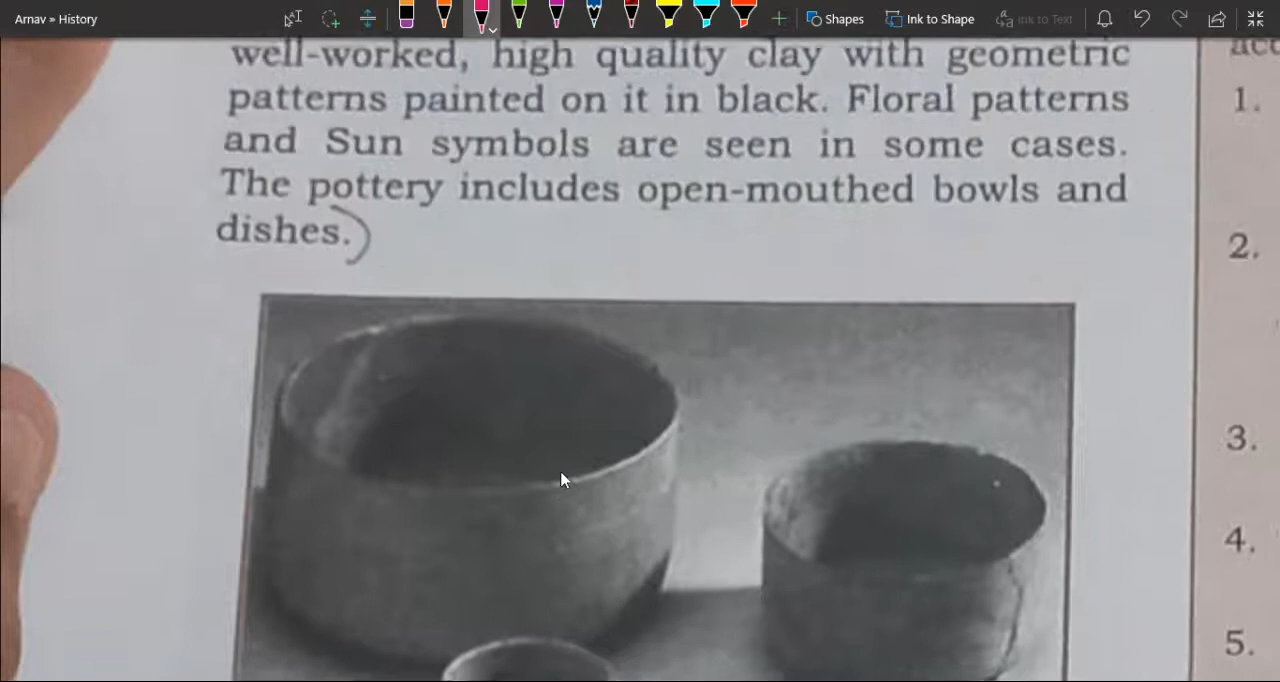 Arnav » History
Shapes
Ink to Shape
Ink to Text
well-worked, high quality clay with geometric
patterns painted on it in black. Floral patterns
and Sun symbols are seen in some cases.
The pottery includes open-mouthed bowls and
dishes.)
1.
2.
3.
4.
5.